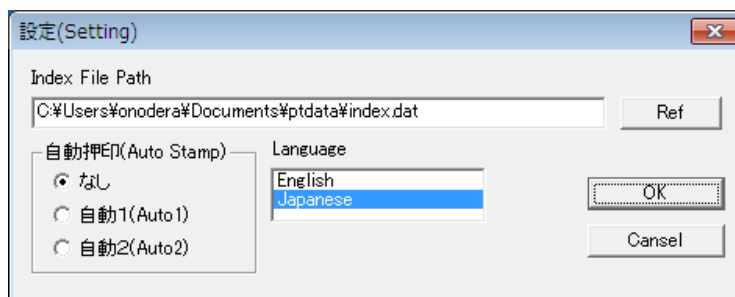 設定(Setting)
Index File Path
C:¥Users¥onodera¥Documents¥ptdata¥index.dat
Ref
自動押印(Auto Stamp)
なし
自動1(Auto1)
自動2(Auto2)
Language
English
Japanese
OK
Cansel